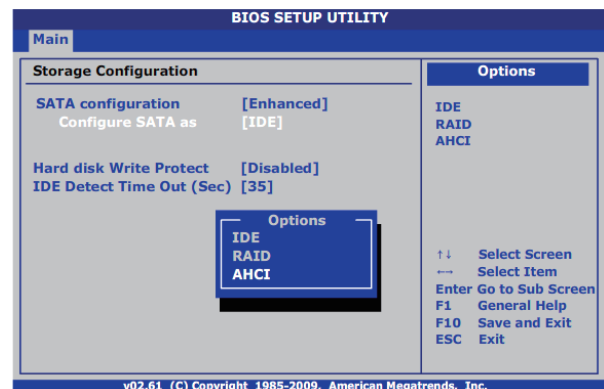 BIOS SETUP UTILITY
Main
Storage Configuration
SATA configuration [Enhanced]
Configure SATA as [IDE]
Hard disk Write Protect [Disabled]
IDE Detect Time Out (Sec) [35]
Options
IDE
RAID
AHCI
Options
IDE
RAID
AHCI
↑↓ Select Screen
←→ Select Item
Enter Go to Sub Screen
F1 General Help
F10 Save and Exit
ESC Exit
v02.61 (C) Copyright 1985-2009, American Megatrends, Inc.